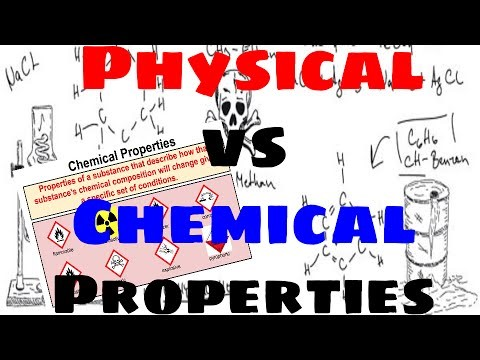 Physical
vs
Chemical
Properties
NaCl
AgCl
C6H6
CH-Benzen
Methan
Chemical Properties
Properties of a substance that describe how that
substance's chemical composition will change
a specific set of conditions.
flammable
explosive